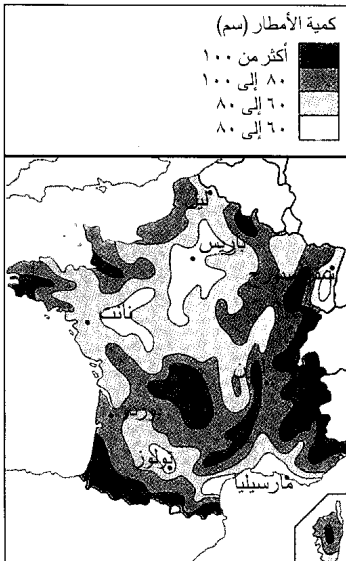 كمية الأمطار (سم)
أكثر من ١٠٠
٨٠ إلى ١٠٠
٦٠ إلى ٨٠
٦٠ إلى ٨٠
باريس
نانت
تولوز
مارسيليا